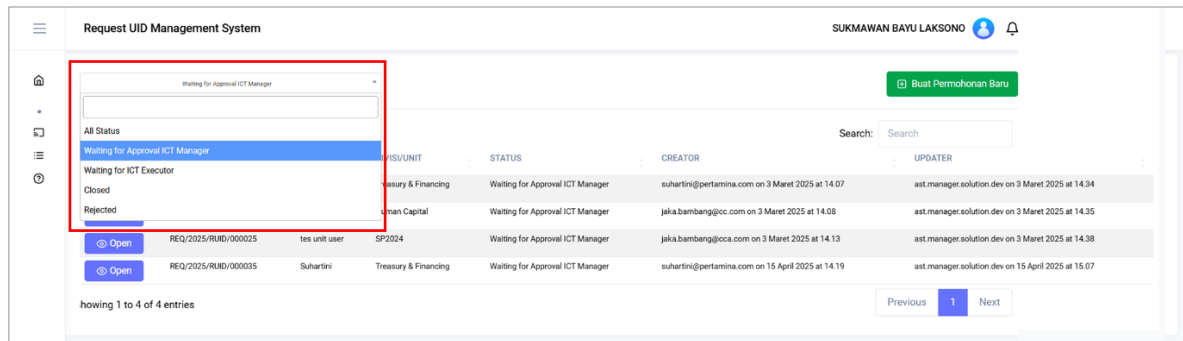 Request UID Management System
SUKMAWAN BAYU LAKSONO
Waiting for Approval ICT Manager
Buat Permohonan Baru
All Status
Waiting for Approval ICT Manager
Waiting for ICT Executor
Closed
Rejected
Search: Search
/ISI/UNIT STATUS CREATOR UPDATER
Treasury & Financing Waiting for Approval ICT Manager suhartini@pertamina.com on 3 Maret 2025 at 14.07 ast.manager.solution.dev on 3 Maret 2025 at 14.34
uman Capital Waiting for Approval ICT Manager jaka.bambang@cc.com on 3 Maret 2025 at 14.08 ast.manager.solution.dev on 3 Maret 2025 at 14.35
Open REQ/2025/RUID/000025 tes unit user SP2024 Waiting for Approval ICT Manager jaka.bambang@cca.com on 3 Maret 2025 at 14.13 ast.manager.solution.dev on 3 Maret 2025 at 14.38
Open REQ/2025/RUID/000035 Suhartini Treasury & Financing Waiting for Approval ICT Manager suhartini@pertamina.com on 15 April 2025 at 14.19 ast.manager.solution.dev on 15 April 2025 at 15.07
howing 1 to 4 of 4 entries
Previous 1 Next